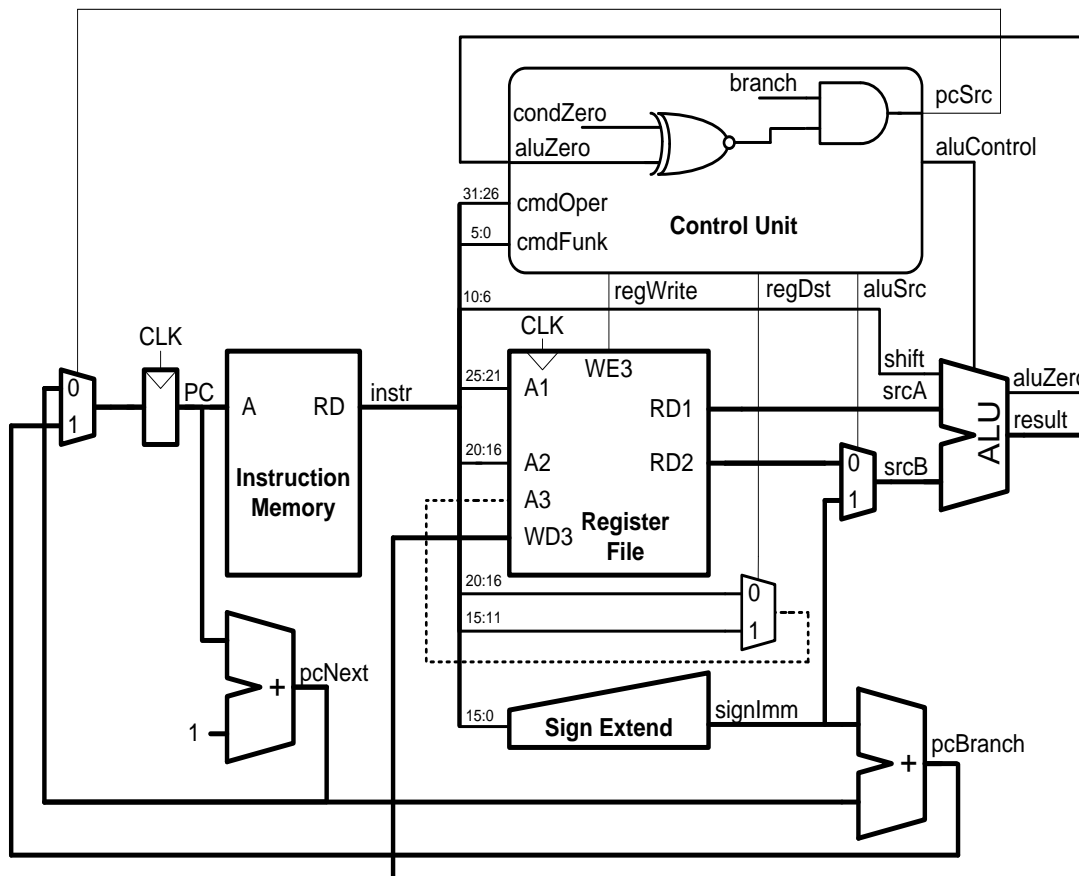 branch
pcSrc
condZero
aluZero
aluControl
31:26
cmdOper
Control Unit
5:0
cmdFunk
regWrite
regDst
aluSrc
10:6
CLK
CLK
shift
0
1
PC
A
RD
instr
25:21
A1
WE3
RD1
srcA
ALU
aluZero
result
20:16
A2
RD2
0
1
srcB
Instruction
Memory
A3
WD3
Register
File
20:16
0
15:11
1
pcNext
+
1
15:0
Sign Extend
signImm
pcBranch
+